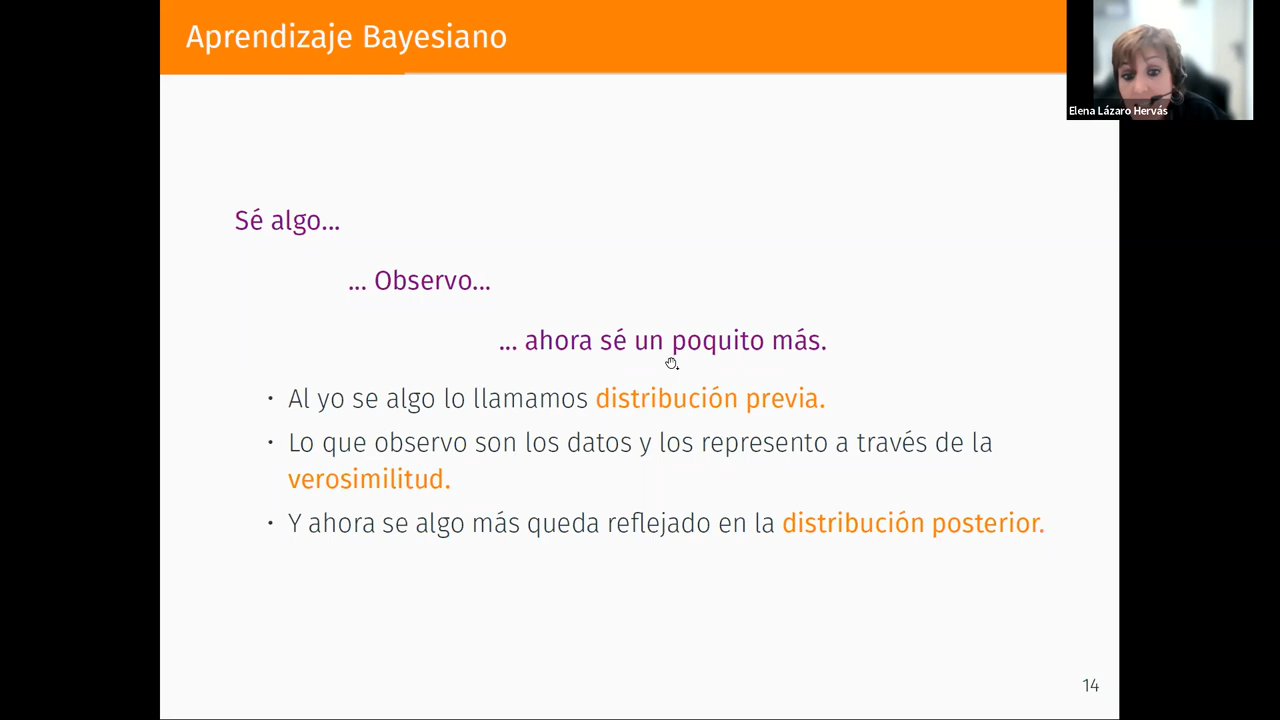 Aprendizaje Bayesiano
Elena Lázaro Hervás
Sé algo...
... Observo...
... ahora sé un poquito más.
• Al yo se algo lo llamamos distribución previa.
• Lo que observo son los datos y los represento a través de la
verosimilitud.
• Y ahora se algo más queda reflejado en la distribución posterior.
14